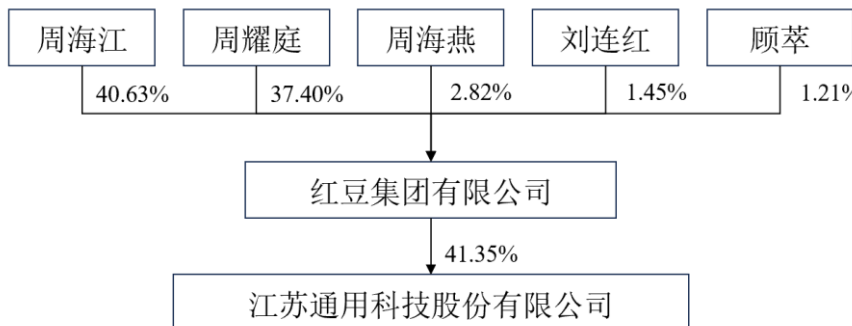 周海江 周耀庭 周海燕 刘连红 顾萃
40.63% 37.40% 2.82% 1.45% 1.21%
红豆集团有限公司
41.35%
江苏通用科技股份有限公司